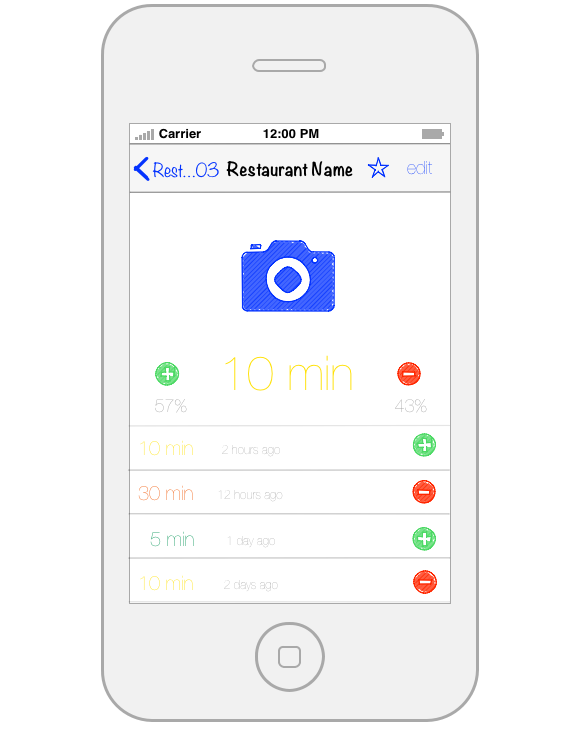 Carrier 12:00 PM
Rest...03 Restaurant Name edit
10 min
57% 43%
10 min 2 hours ago
30 min 12 hours ago
5 min 1 day ago
10 min 2 days ago